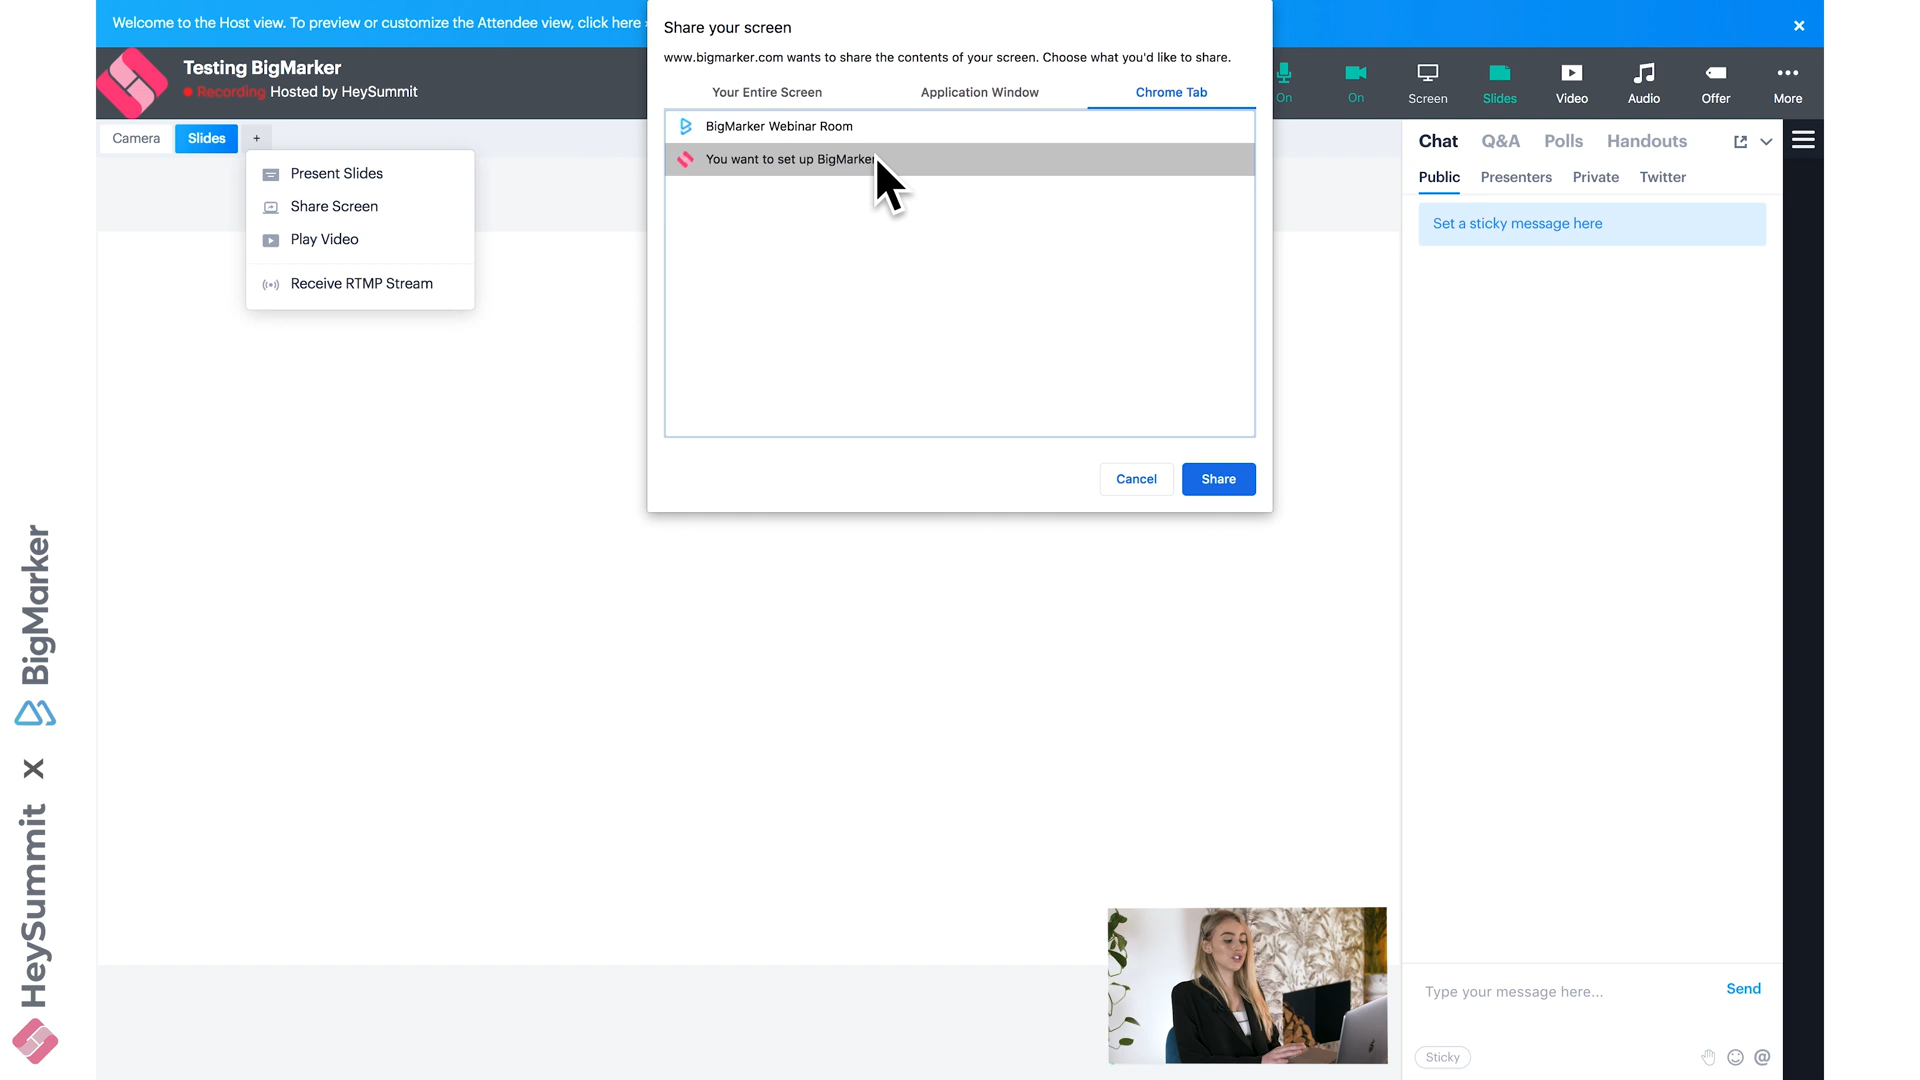 Welcome to the Host view. To preview or customize the Attendee view, click here
Testing BigMarker
Recording Hosted by HeySummit
Share your screen
www.bigmarker.com wants to share the contents of your screen. Choose what you'd like to share.
Your Entire Screen
Application Window
Chrome Tab
BigMarker Webinar Room
You want to set up BigMarker
Cancel
Share
On
On
Screen
Slides
Video
Audio
Offer
More
Camera
Slides
+
Present Slides
Share Screen
Play Video
Receive RTMP Stream
Chat
Q&A
Polls
Handouts
Public
Presenters
Private
Twitter
Set a sticky message here
Type your message here...
Send
Sticky
@
HeySummit X BigMarker